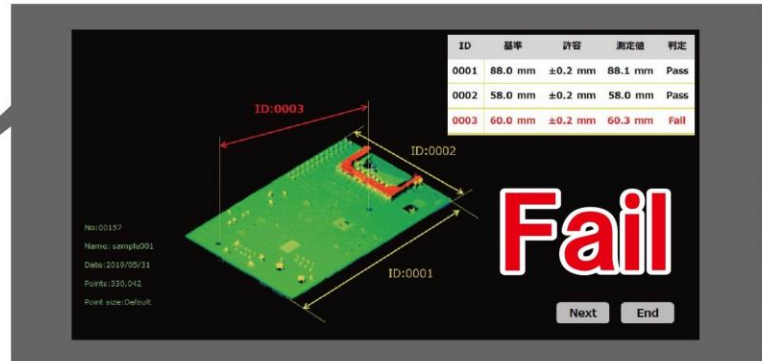 ID 基準 許容 測定値 判定
0001 88.0 mm ±0.2 mm 88.1 mm Pass
0002 58.0 mm ±0.2 mm 58.0 mm Pass
0003 60.0 mm ±0.2 mm 60.3 mm Fail
ID:0003
ID:0002
ID:0001
No:00157
Name: sample001
Date:2019/05/31
Points:330,042
Point size:Default
Fail
Next End